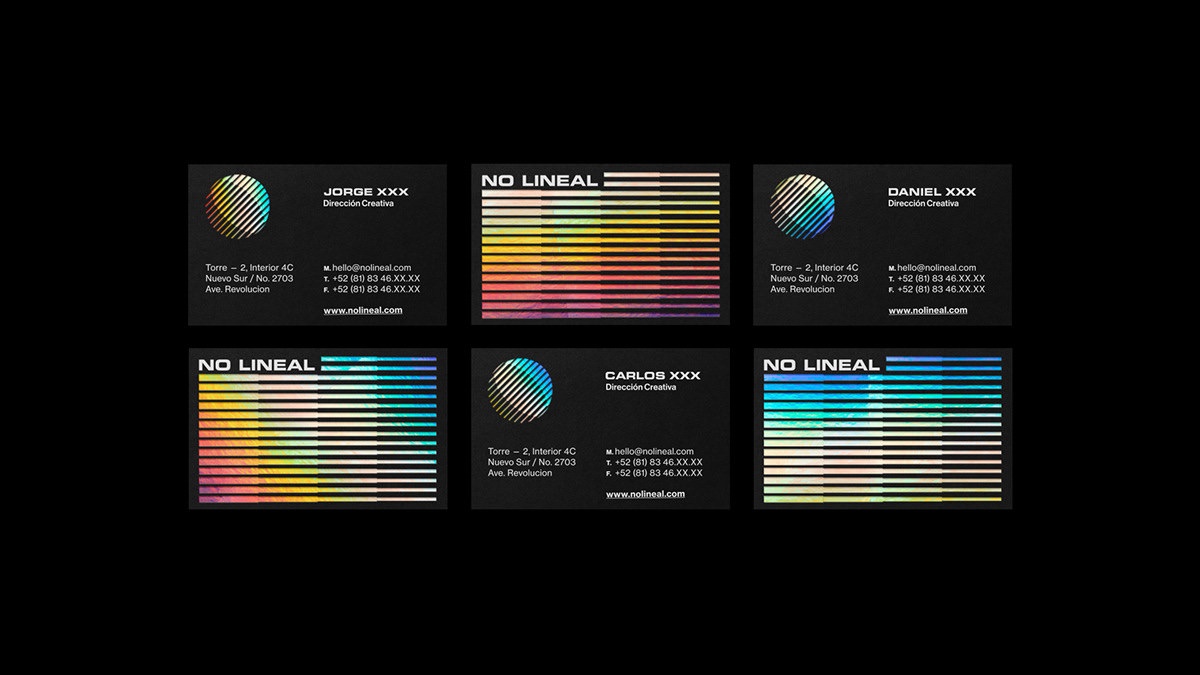 JORGE XXX
Dirección Creativa
Torre – 2, Interior 4C
Nuevo Sur / No. 2703
Ave. Revolucion
M. hello@nolineal.com
T. +52 (81) 83 46.XX.XX
F. +52 (81) 83 46.XX.XX
www.nolineal.com
NO LINEAL
DANIEL XXX
Dirección Creativa
Torre – 2, Interior 4C
Nuevo Sur / No. 2703
Ave. Revolucion
M. hello@nolineal.com
T. +52 (81) 83 46.XX.XX
F. +52 (81) 83 46.XX.XX
www.nolineal.com
NO LINEAL
CARLOS XXX
Dirección Creativa
Torre – 2, Interior 4C
Nuevo Sur / No. 2703
Ave. Revolucion
M. hello@nolineal.com
T. +52 (81) 83 46.XX.XX
F. +52 (81) 83 46.XX.XX
www.nolineal.com
NO LINEAL